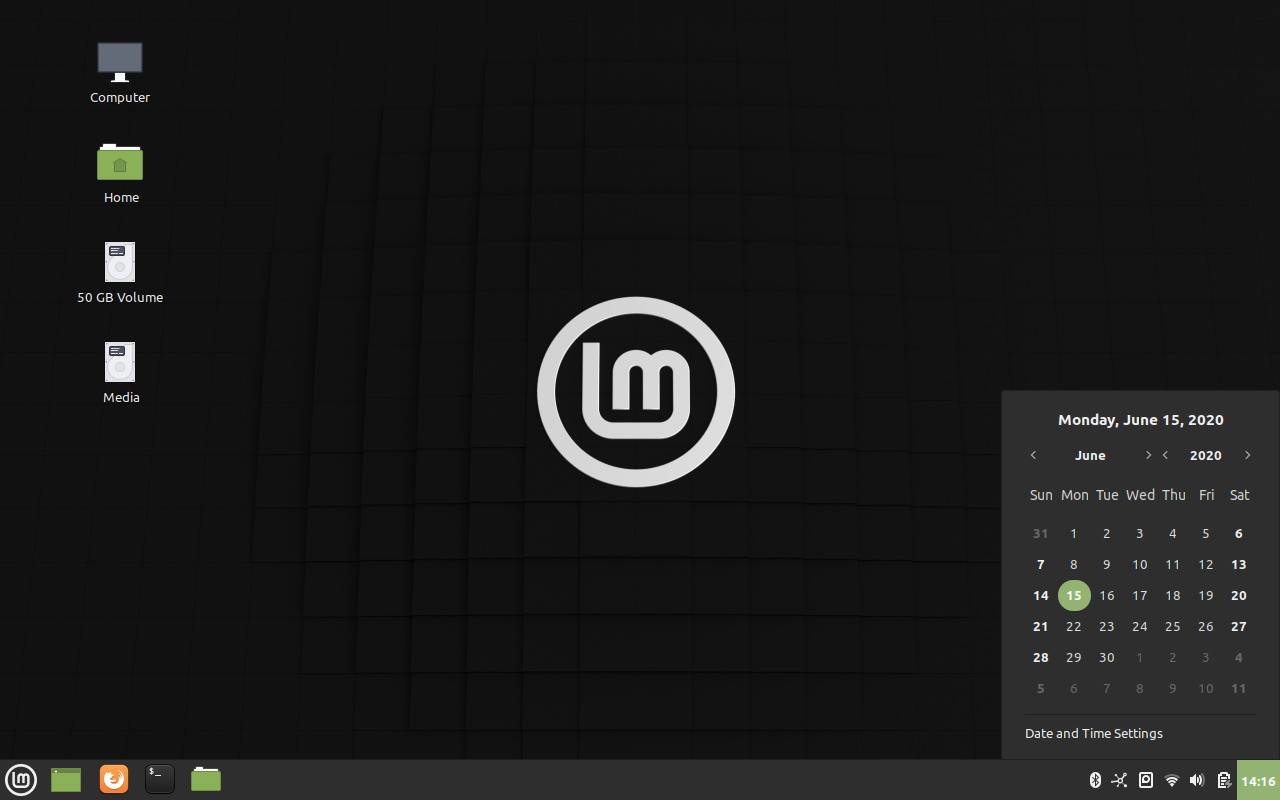 Computer
Home
50 GB Volume
Media
lm
Monday, June 15, 2020
< June > < 2020 >
Sun Mon Tue Wed Thu Fri Sat
31 1 2 3 4 5 6
7 8 9 10 11 12 13
14 15 16 17 18 19 20
21 22 23 24 25 26 27
28 29 30 1 2 3 4
5 6 7 8 9 10 11
Date and Time Settings
lm
$_
14:16